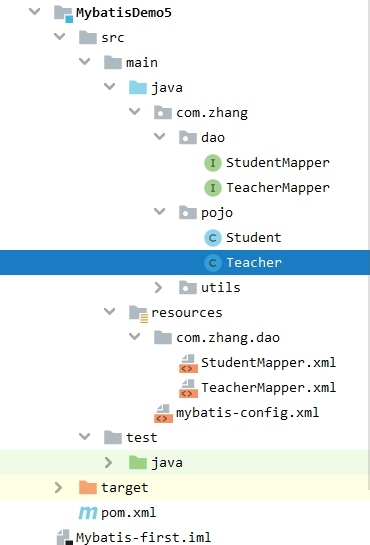 MybatisDemo5
src
main
java
com.zhang
dao
I StudentMapper
I TeacherMapper
pojo
C Student
C Teacher
utils
resources
com.zhang.dao
StudentMapper.xml
TeacherMapper.xml
mybatis-config.xml
test
java
target
m pom.xml
Mybatis-first.iml